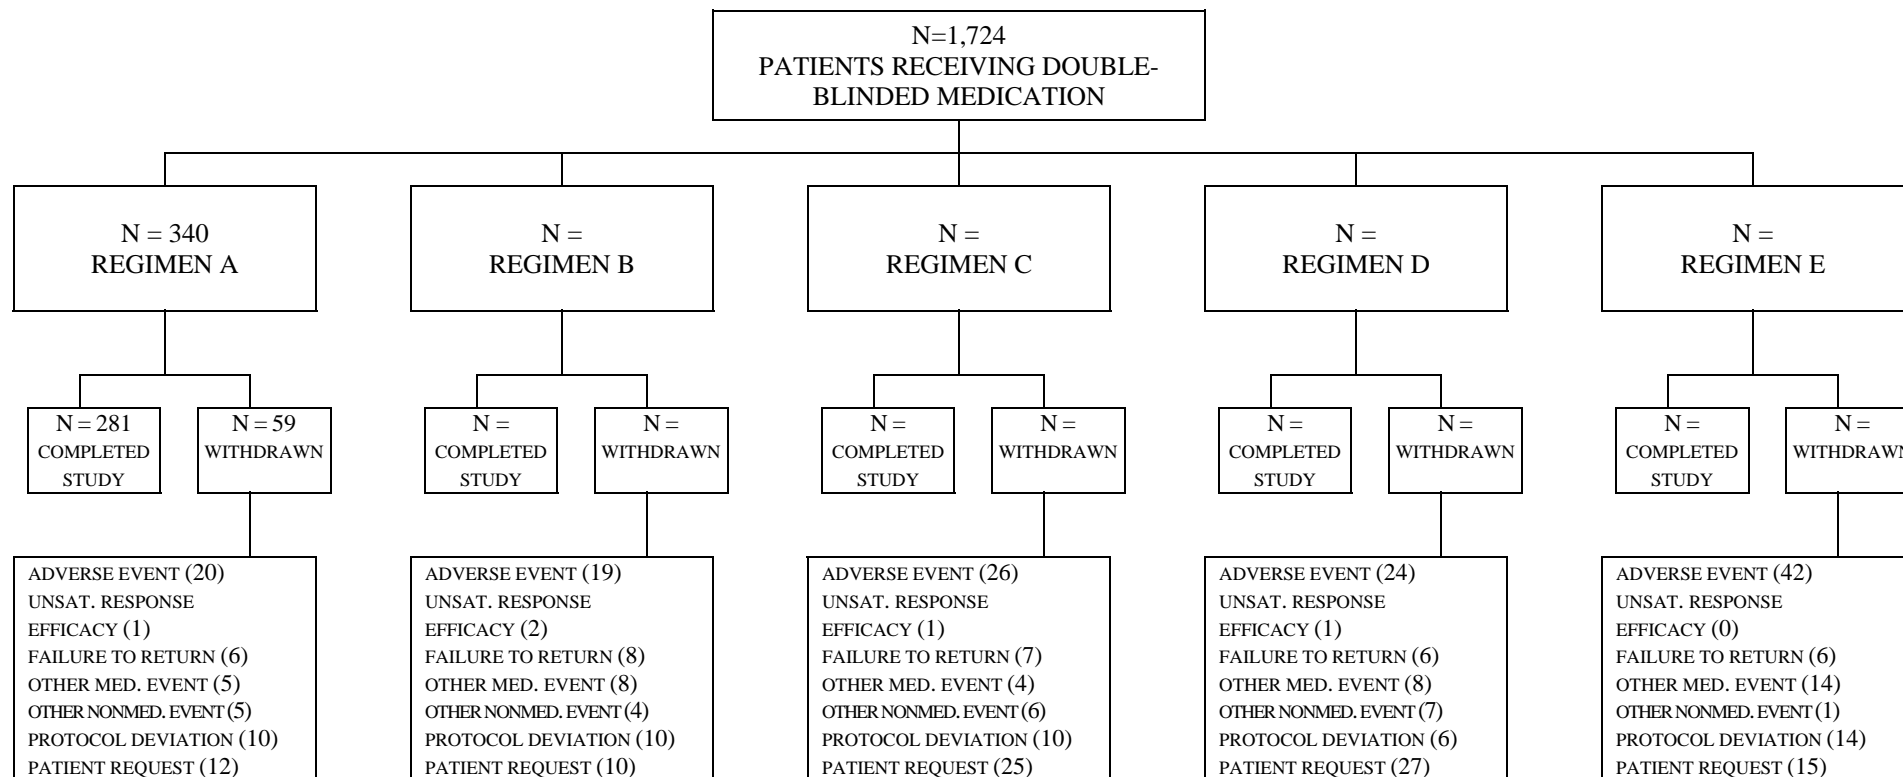 N=1,724
PATIENTS RECEIVING DOUBLE-
BLINDED MEDICATION
N = 340
REGIMEN A
N =
REGIMEN B
N =
REGIMEN C
N =
REGIMEN D
N =
REGIMEN E
N = 281
COMPLETED
STUDY
N = 59
WITHDRAWN
N =
COMPLETED
STUDY
N =
WITHDRAWN
N =
COMPLETED
STUDY
N =
WITHDRAWN
N =
COMPLETED
STUDY
N =
WITHDRAWN
N =
COMPLETED
STUDY
N =
WITHDRAWN
ADVERSE EVENT (20)
UNSAT. RESPONSE
EFFICACY (1)
FAILURE TO RETURN (6)
OTHER MED. EVENT (5)
OTHER NONMED. EVENT (5)
PROTOCOL DEVIATION (10)
PATIENT REQUEST (12)
ADVERSE EVENT (19)
UNSAT. RESPONSE
EFFICACY (2)
FAILURE TO RETURN (8)
OTHER MED. EVENT (8)
OTHER NONMED. EVENT (4)
PROTOCOL DEVIATION (10)
PATIENT REQUEST (10)
ADVERSE EVENT (26)
UNSAT. RESPONSE
EFFICACY (1)
FAILURE TO RETURN (7)
OTHER MED. EVENT (4)
OTHER NONMED. EVENT (6)
PROTOCOL DEVIATION (10)
PATIENT REQUEST (25)
ADVERSE EVENT (24)
UNSAT. RESPONSE
EFFICACY (1)
FAILURE TO RETURN (6)
OTHER MED. EVENT (8)
OTHER NONMED. EVENT (7)
PROTOCOL DEVIATION (6)
PATIENT REQUEST (27)
ADVERSE EVENT (42)
UNSAT. RESPONSE
EFFICACY (0)
FAILURE TO RETURN (6)
OTHER MED. EVENT (14)
OTHER NONMED. EVENT (1)
PROTOCOL DEVIATION (14)
PATIENT REQUEST (15)